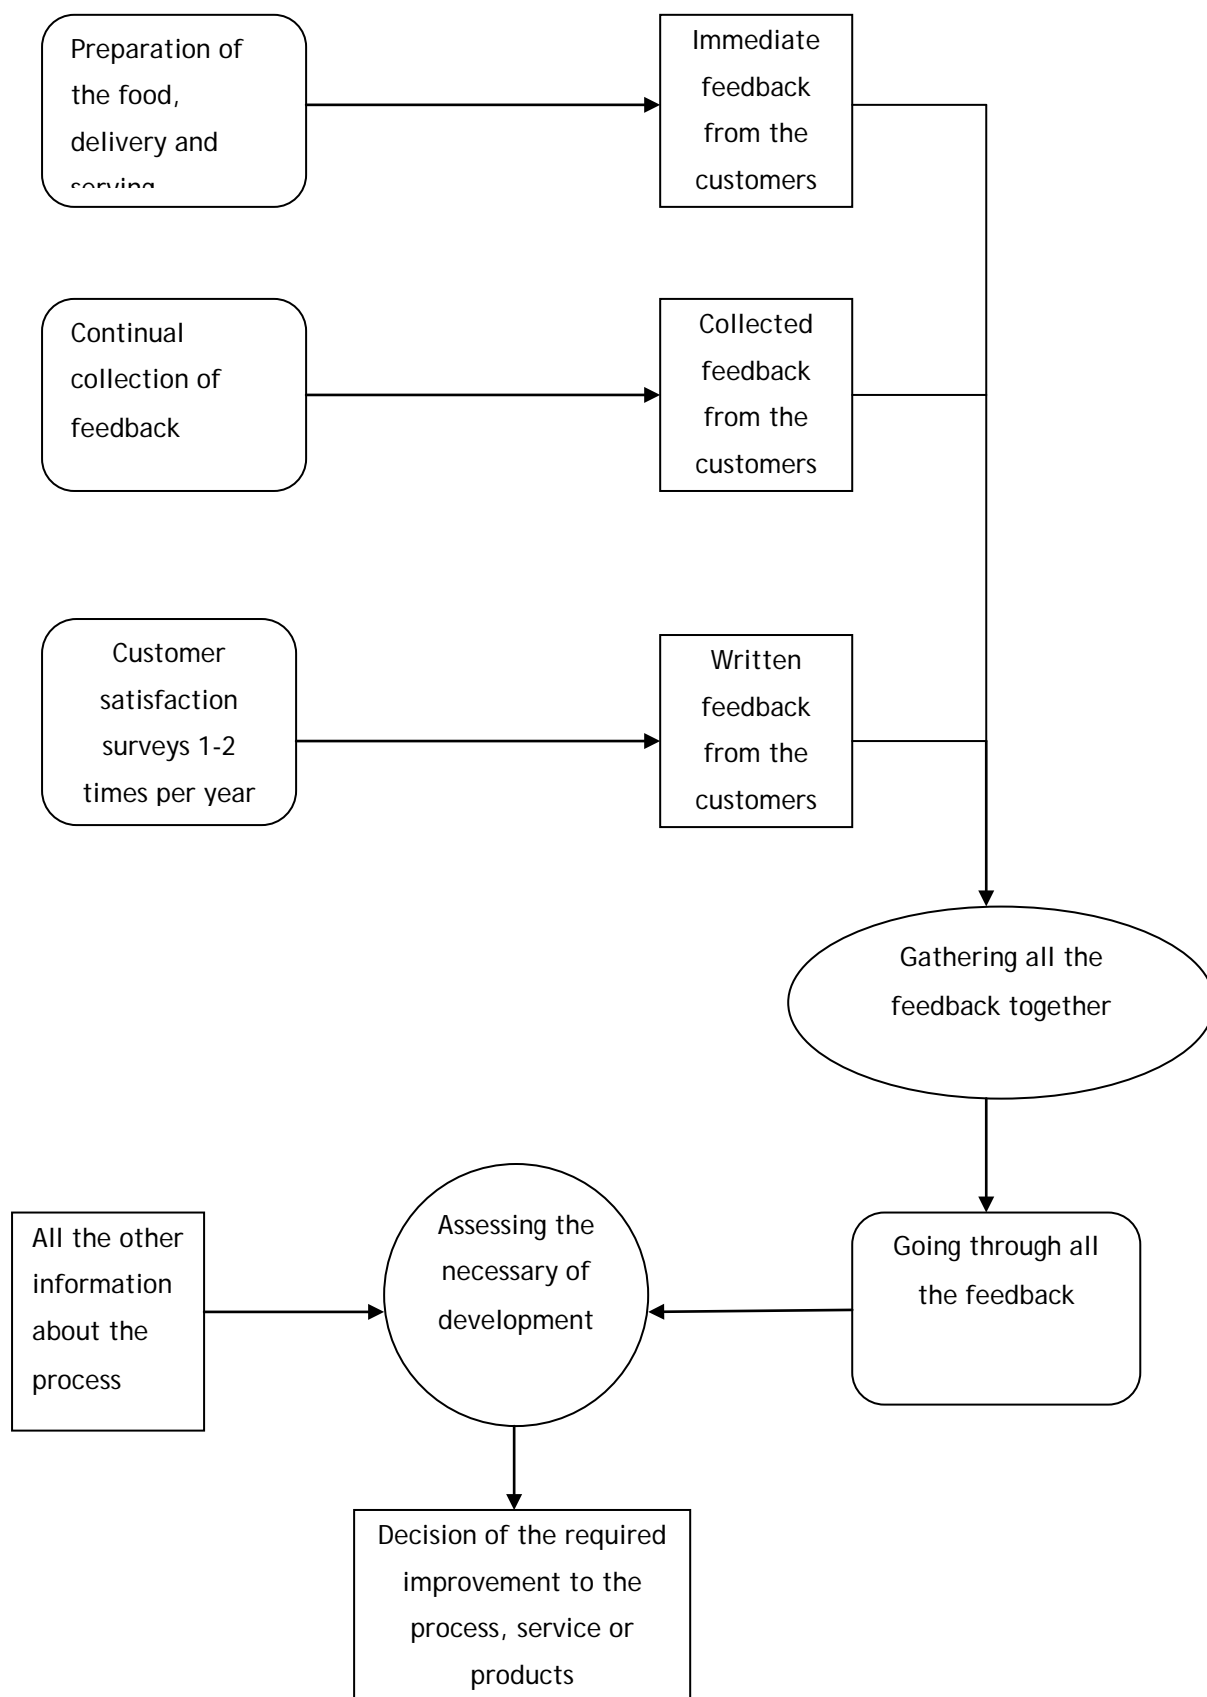 Preparation of
the food,
delivery and
serving
Immediate
feedback
from the
customers
Continual
collection of
feedback
Collected
feedback
from the
customers
Customer
satisfaction
surveys 1-2
times per year
Written
feedback
from the
customers
Gathering all the
feedback together
All the other
information
about the
process
Assessing the
necessary of
development
Going through all
the feedback
Decision of the required
improvement to the
process, service or
products